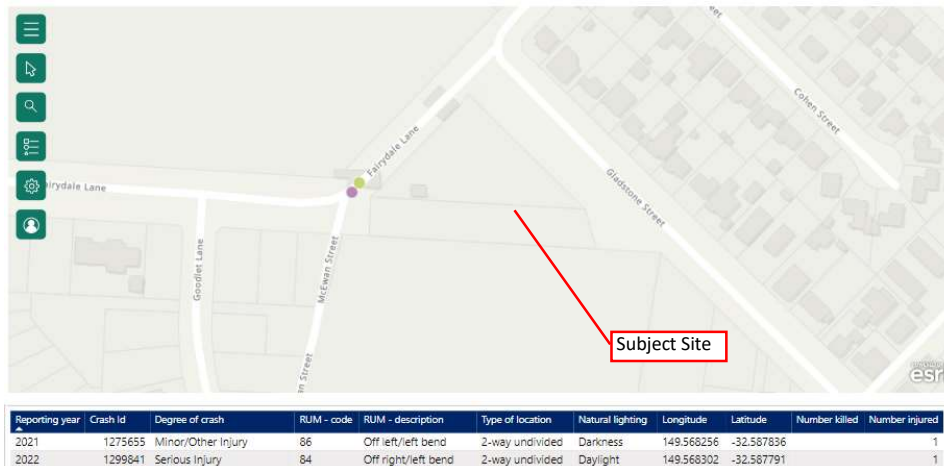 Cohen Street
Fairydale Lane
Gladstone Street
irydale Lane
Goodlet Lane
McEwan Street
n Street
Subject Site
esri
Reporting year Crash Id Degree of crash RUM - code RUM - description Type of location Natural lighting Longitude Latitude Number killed Number injured
2021 1275655 Minor/Other Injury 86 Off left/left bend 2-way undivided Darkness 149.568256 -32.587836 1
2022 1299841 Serious Injury 84 Off right/left bend 2-way undivided Daylight 149.568302 -32.587791 1